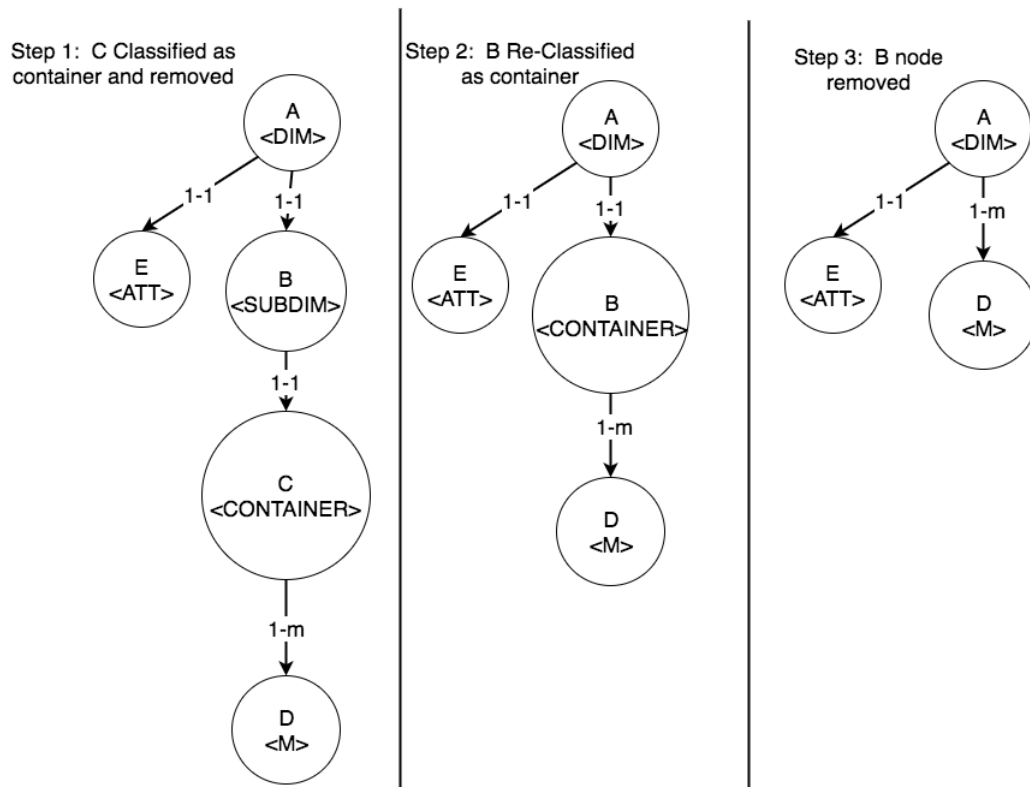 Step 1:  C Classified as
container and removed
A
<DIM>
1-1
1-1
E
<ATT>
B
<SUBDIM>
1-1
C
<CONTAINER>
1-m
D
<M>
Step 2:  B Re-Classified
as container
A
<DIM>
1-1
1-1
E
<ATT>
B
<CONTAINER>
1-m
D
<M>
Step 3:  B node
removed
A
<DIM>
1-1
1-m
E
<ATT>
D
<M>